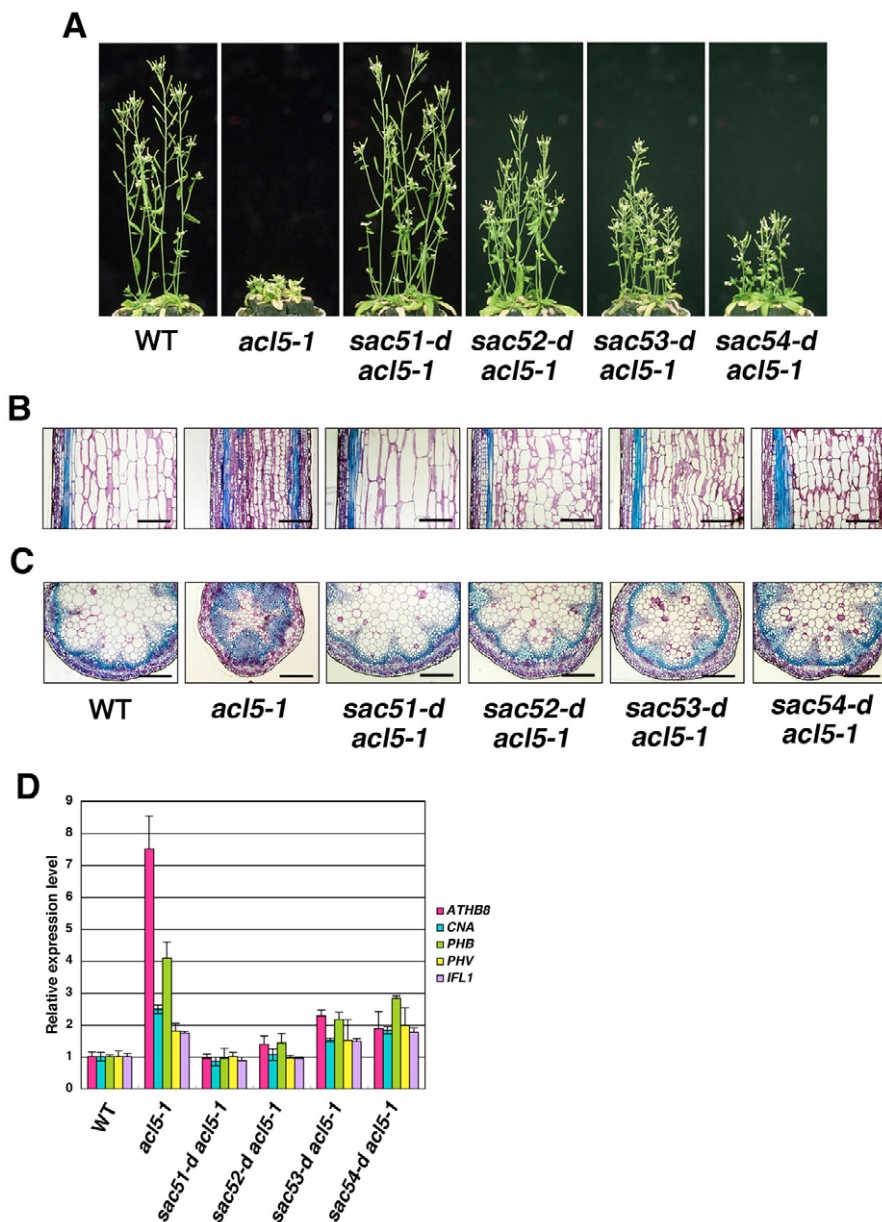 A
WT
acl5-1
sac51-d
acl5-1
sac52-d
acl5-1
sac53-d
acl5-1
sac54-d
acl5-1
B
C
WT
acl5-1
sac51-d
acl5-1
sac52-d
acl5-1
sac53-d
acl5-1
sac54-d
acl5-1
D
Relative expression level
9
8
7
6
5
4
3
2
1
0
ATHB8
CNA
PHB
PHV
IFL1
WT
acl5-1
sac51-d acl5-1
sac52-d acl5-1
sac53-d acl5-1
sac54-d acl5-1